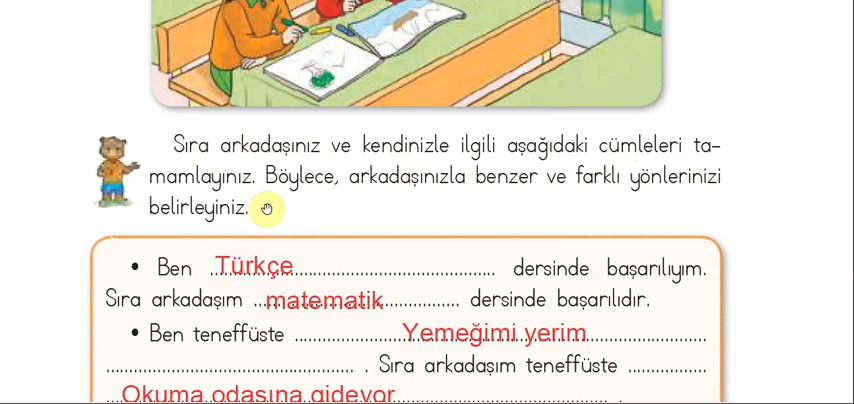 Sıra arkadaşınız ve kendinizle ilgili aşağıdaki cümleleri ta-
mamlayınız. Böylece, arkadaşınızla benzer ve farklı yönlerinizi
belirleyiniz.
• Ben ..Türkçe............................................ dersinde başarılıyım.
Sıra arkadaşım ...matematik................. dersinde başarılıdır.
• Ben teneffüste ........................Yemeğimi yerim..........................
...................................................... . Sıra arkadaşım teneffüste .................
...Okuma odasına gideyor............................................... .